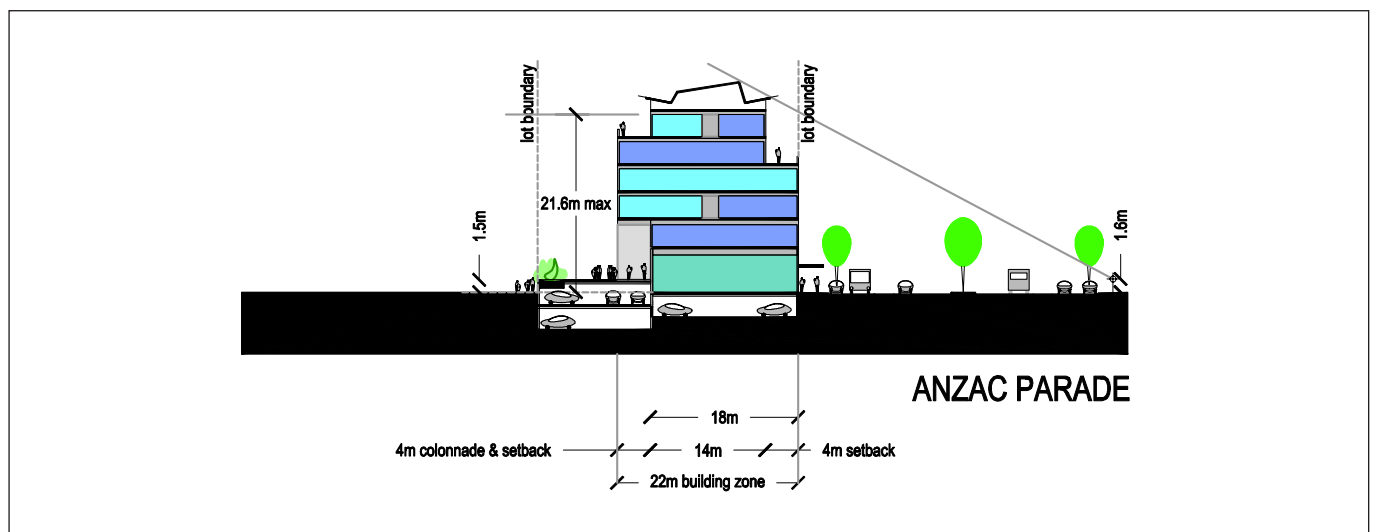 lot boundary
lot boundary
21.6m max
1.5m
1.6m
ANZAC PARADE
18m
4m colonnade & setback
14m
4m setback
22m building zone